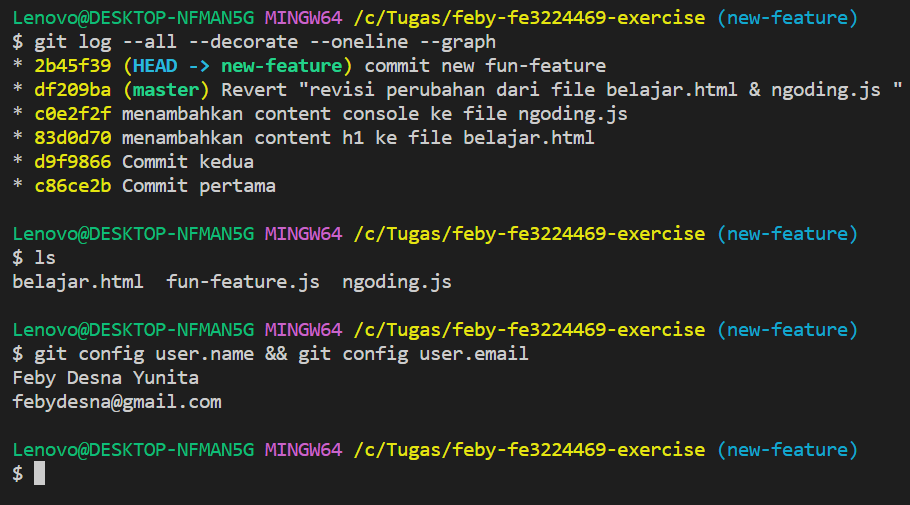 Lenovo@DESKTOP-NFMAN5G MINGW64 /c/Tugas/feby-fe3224469-exercise (new-feature)
$ git log --all --decorate --oneline --graph
* 2b45f39 (HEAD -> new-feature) commit new fun-feature
* df209ba (master) Revert "revisi perubahan dari file belajar.html & ngoding.js "
* c0e2f2f menambahkan content console ke file ngoding.js
* 83d0d70 menambahkan content h1 ke file belajar.html
* d9f9866 Commit kedua
* c86ce2b Commit pertama

Lenovo@DESKTOP-NFMAN5G MINGW64 /c/Tugas/feby-fe3224469-exercise (new-feature)
$ ls
belajar.html  fun-feature.js  ngoding.js

Lenovo@DESKTOP-NFMAN5G MINGW64 /c/Tugas/feby-fe3224469-exercise (new-feature)
$ git config user.name && git config user.email
Feby Desna Yunita
febydesna@gmail.com

Lenovo@DESKTOP-NFMAN5G MINGW64 /c/Tugas/feby-fe3224469-exercise (new-feature)
$